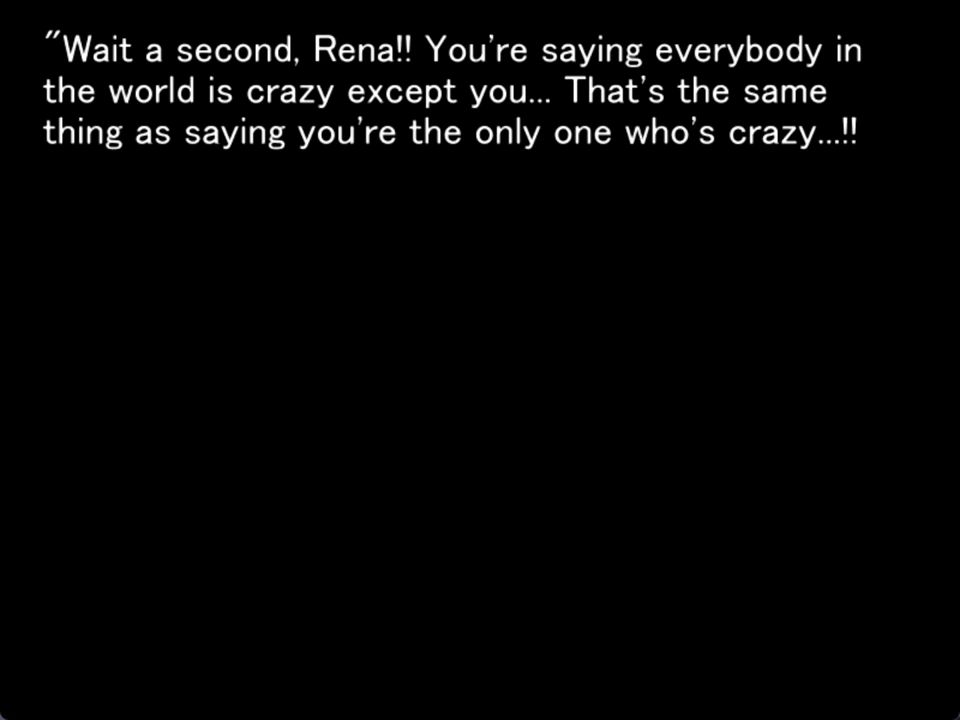 "Wait a second, Rena!! You're saying everybody in
the world is crazy except you... That's the same
thing as saying you're the only one who's crazy...!!